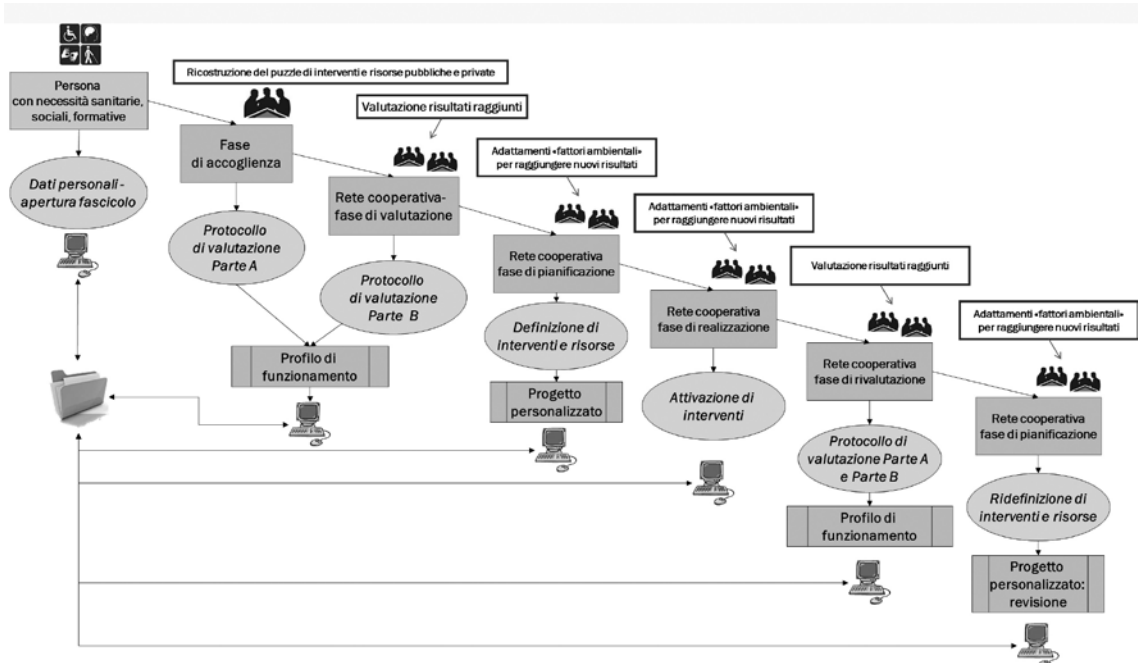 Persona
con necessità sanitarie,
sociali, formative
Dati personali -
apertura fascicolo
Ricostruzione del puzzle di interventi e risorse pubbliche e private
Fase
di accoglienza
Protocollo
di valutazione
Parte A
Valutazione risultati raggiunti
Rete cooperativa-
fase di valutazione
Protocollo
di valutazione
Parte B
Profilo di
funzionamento
Adattamenti «fattori ambientali»
per raggiungere nuovi risultati
Rete cooperativa
fase di pianificazione
Definizione di
interventi e risorse
Progetto
personalizzato
Adattamenti «fattori ambientali»
per raggiungere nuovi risultati
Rete cooperativa
fase di realizzazione
Attivazione di
interventi
Valutazione risultati raggiunti
Rete cooperativa
fase di rivalutazione
Protocollo di
valutazione Parte A
e Parte B
Profilo di
funzionamento
Adattamenti «fattori ambientali»
per raggiungere nuovi risultati
Rete cooperativa
fase di pianificazione
Ridefinizione di
interventi e risorse
Progetto
personalizzato:
revisione